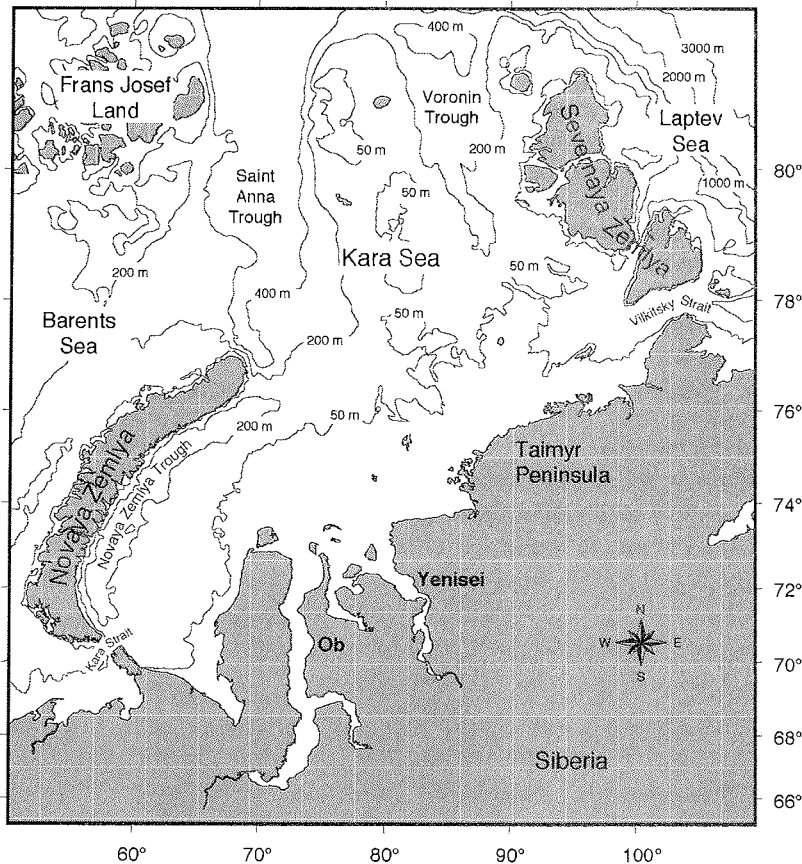 400 m
3000 m
2000 m
Frans Josef
Land
Voronin
Trough
Laptev
Sea
50 m
200 m
Severnaya Zemlya
80°
Saint
Anna
Trough
50 m
1000 m
Kara Sea
200 m
50 m
400 m
78°
Vilkitsky Strait
Barents
Sea
50 m
200 m
76°
50 m
200 m
Novaya Zemlya
Novaya Zemlya Trough
Taimyr
Peninsula
74°
Yenisei
72°
N
W E
S
Ob
Kara Strait
70°
68°
Siberia
66°
60° 70° 80° 90° 100°